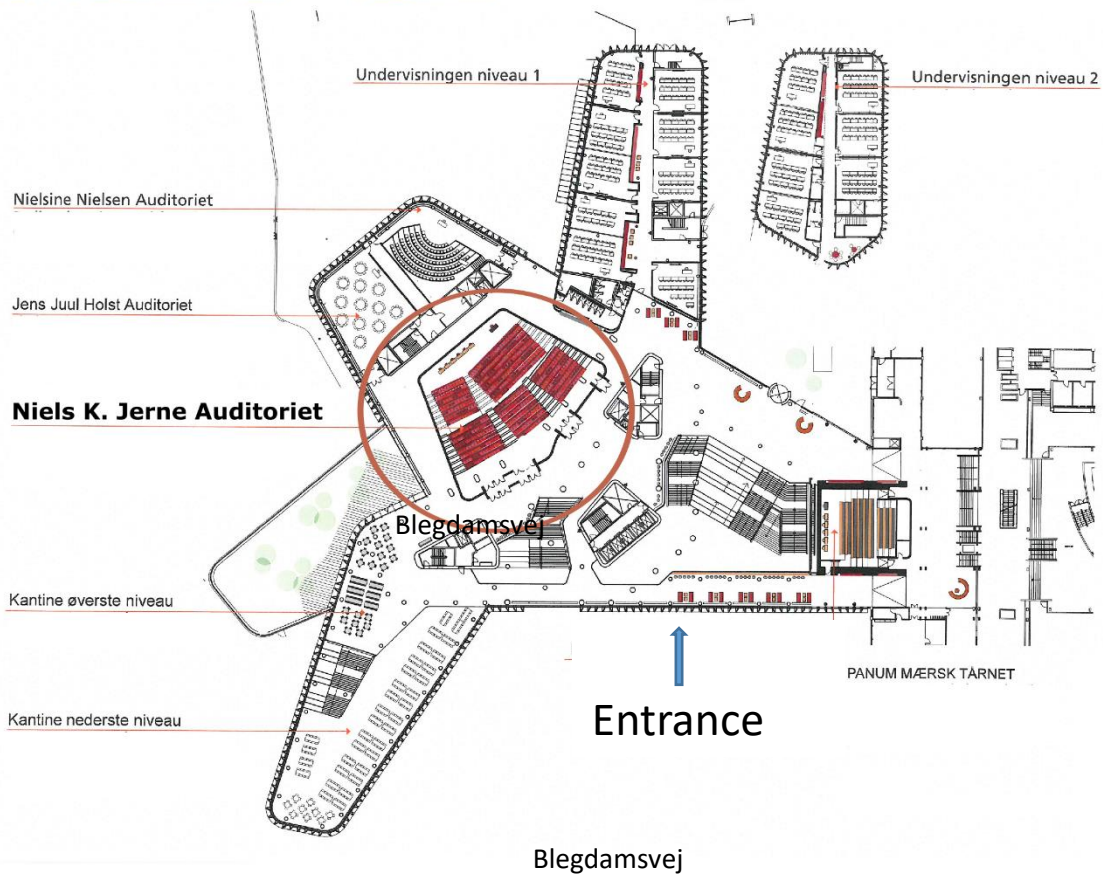 Undervisningen niveau 1
Undervisningen niveau 2
Nielsine Nielsen Auditoriet
Jens Juul Holst Auditoriet
Niels K. Jerne Auditoriet
Blegdamsvej
Kantine øverste niveau
PANUM MÆRSK TÅRNET
Kantine nederste niveau
Entrance
Blegdamsvej